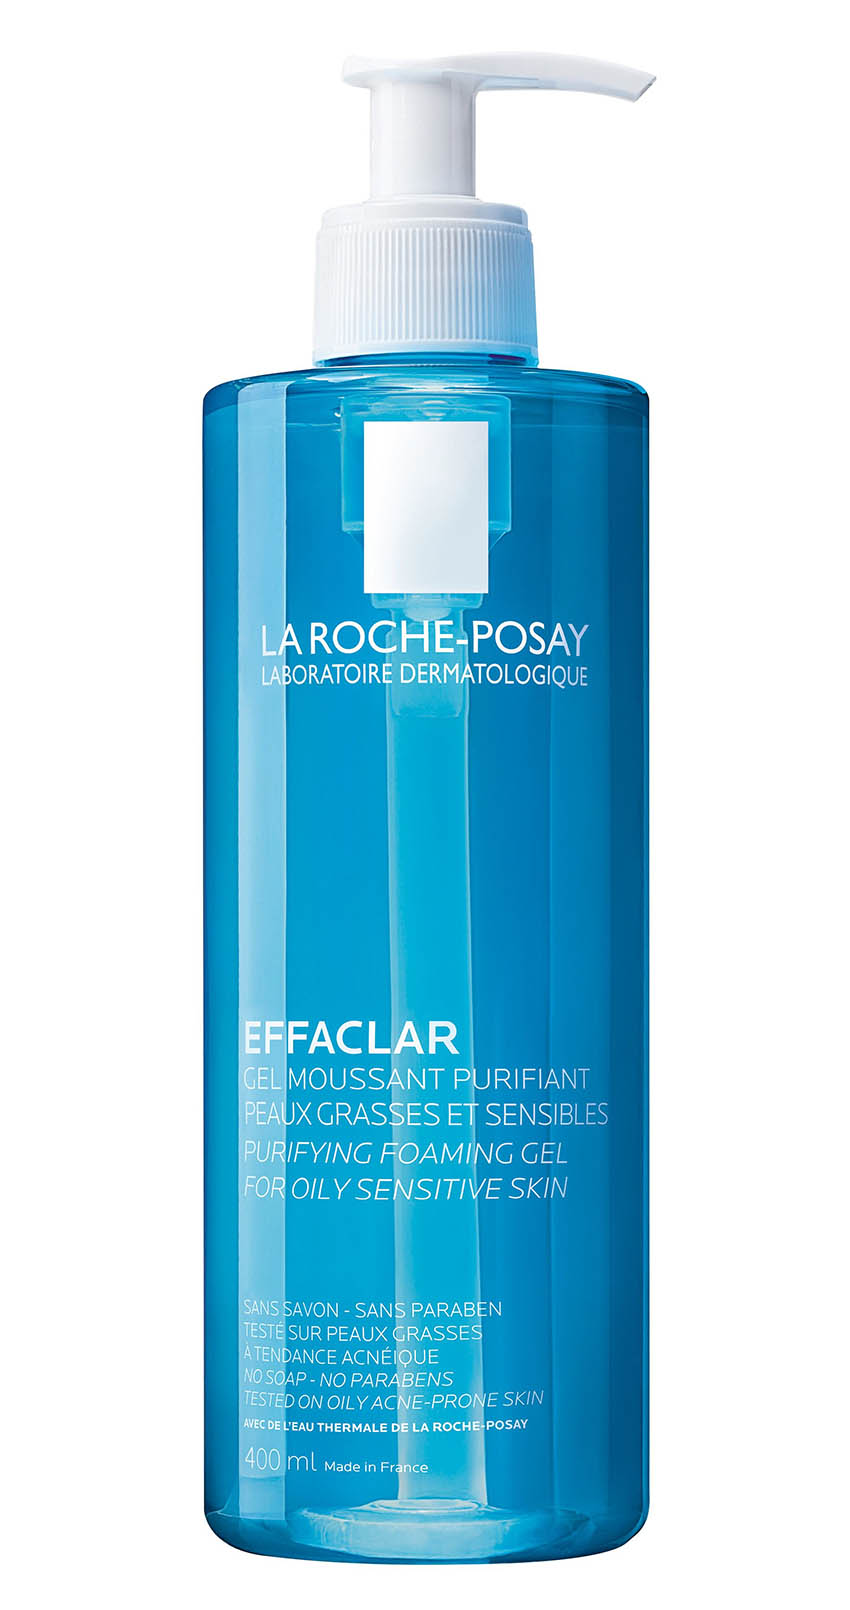 LA ROCHE-POSAY
LABORATOIRE DERMATOLOGIQUE
EFFACLAR
GEL MOUSSANT PURIFIANT
PEAUX GRASSES ET SENSIBLES
PURIFYING FOAMING GEL
FOR OILY SENSITIVE SKIN
SANS SAVON - SANS PARABEN
TESTÉ SUR PEAUX GRASSES
À TENDANCE ACNÉIQUE
NO SOAP - NO PARABENS
TESTED ON OILY ACNE-PRONE SKIN
AVEC DE L'EAU THERMALE DE LA ROCHE-POSAY
400 ml Made in France